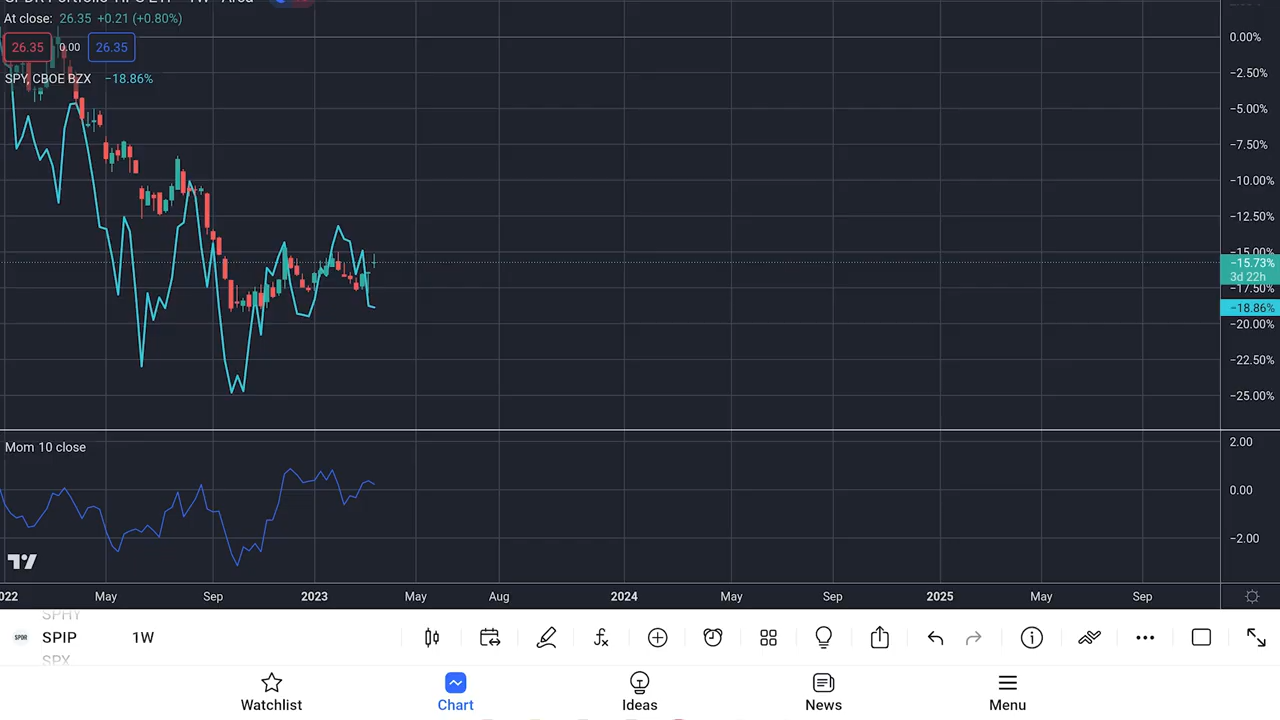 At close: 26.35 +0.21 (+0.80%)
26.35 0.00 26.35
SPY, CBOE BZX −18.86%
0.00%
−2.50%
−5.00%
−7.50%
−10.00%
−12.50%
−15.00%
−15.73%
3d 22h
−17.50%
−18.86%
−20.00%
−22.50%
−25.00%
Mom 10 close
2.00
0.00
−2.00
2022 May Sep 2023 May Aug 2024 May Sep 2025 May Sep
SPHY
SPDR SPIP 1W
SPX
Watchlist Chart Ideas News Menu